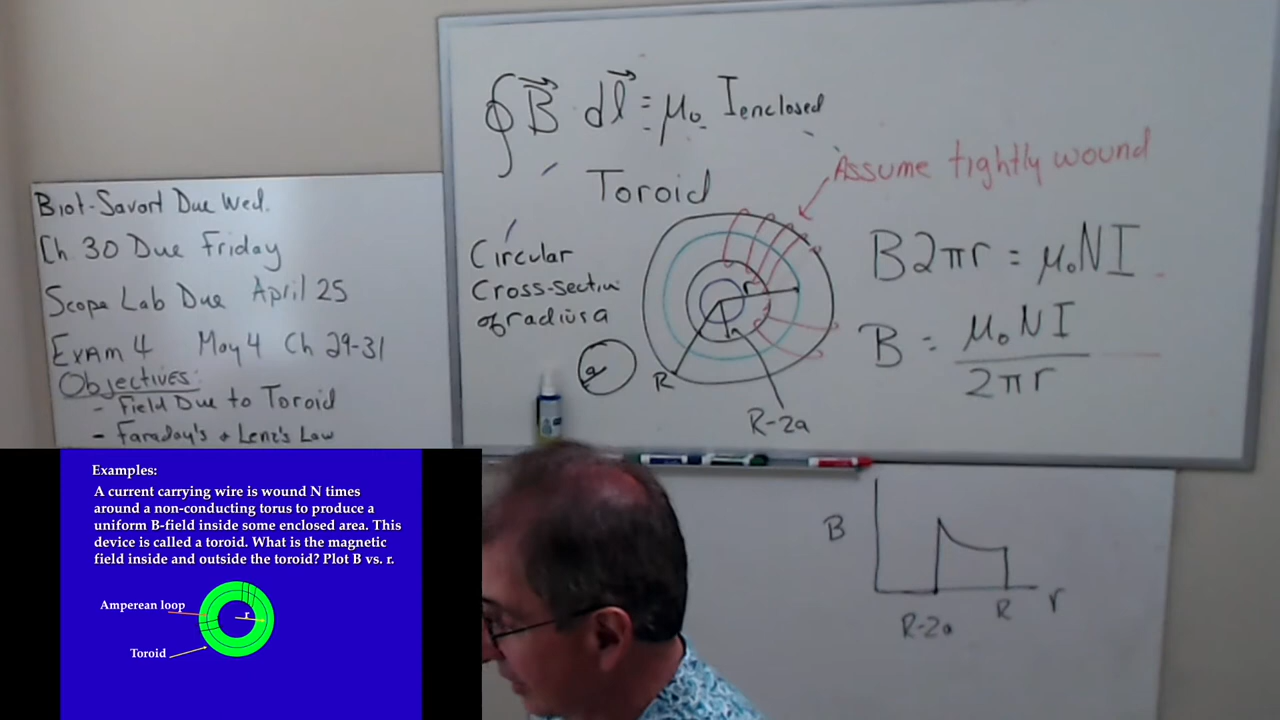 Biot-Savart Due Wed.
Ch 30 Due Friday
Scope Lab Due April 25
Exam 4 May 4 Ch 29-31
Objectives:
- Field Due to Toroid
- Faraday's & Lenz's Law
∮ B⃗ dl⃗ = μ₀ Ienclosed
Toroid
Assume tightly wound
Circular
Cross-section
of radius a
a
r
R
R-2a
B2πr = μ₀NI
B = μ₀NI / 2πr
B
R-2a
R
r
Examples:
A current carrying wire is wound N times
around a non-conducting torus to produce a
uniform B-field inside some enclosed area. This
device is called a toroid. What is the magnetic
field inside and outside the toroid? Plot B vs. r.
Amperean loop
r
Toroid